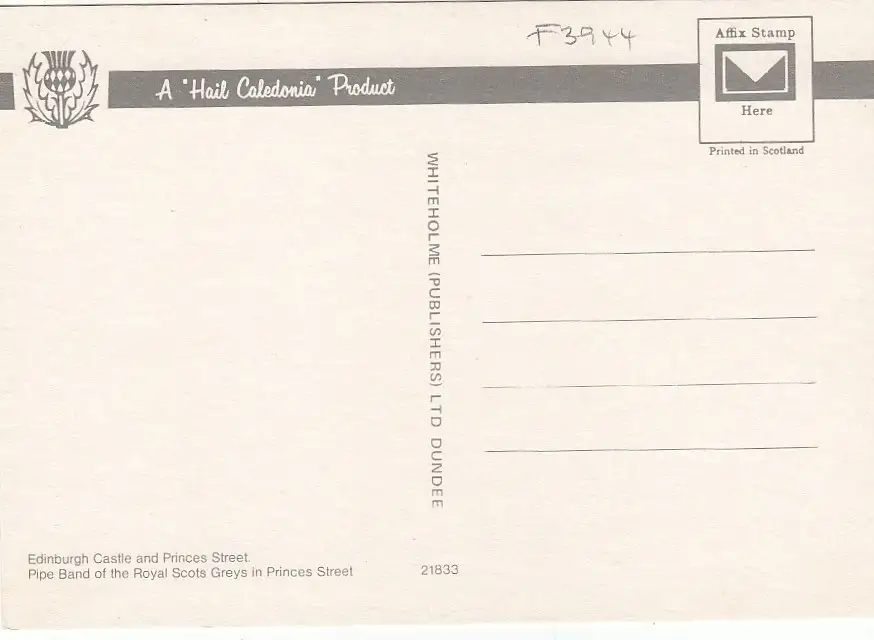 F3944
Affix Stamp
Here
Printed in Scotland
A "Hail Caledonia" Product
WHITEHOLME (PUBLISHERS) LTD DUNDEE
Edinburgh Castle and Princes Street.
Pipe Band of the Royal Scots Greys in Princes Street
21833